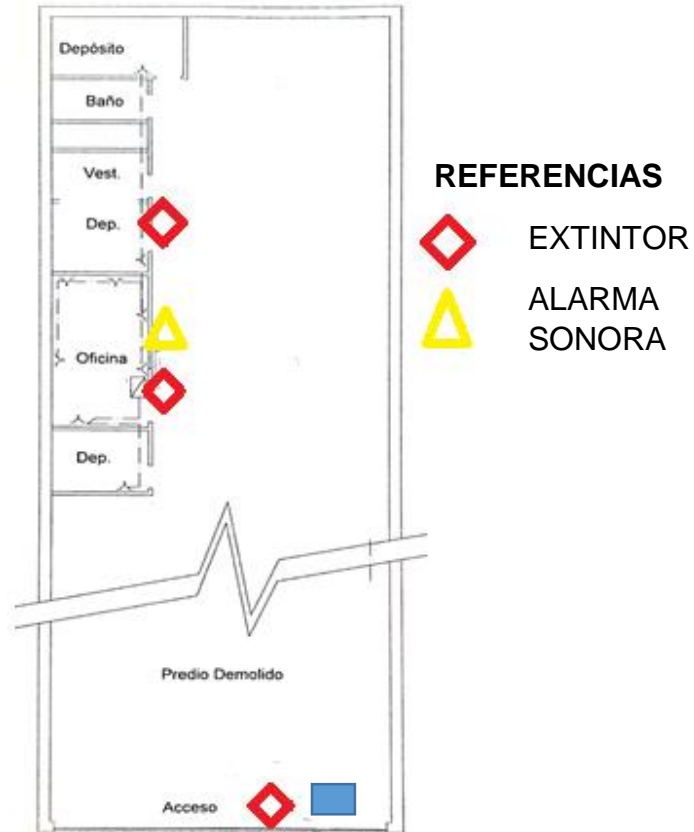 Depósito
Baño
Vest.
Dep.
Oficina
Dep.
Predio Demolido
Acceso
REFERENCIAS
EXTINTOR
ALARMA
SONORA